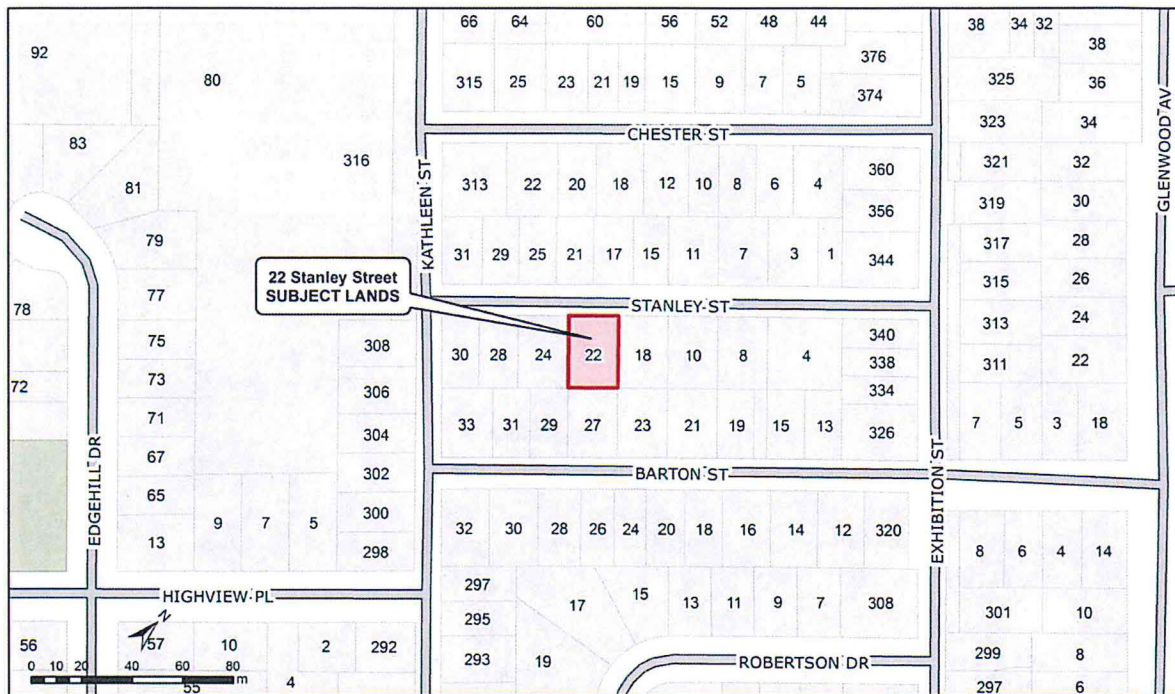 66 64 60 56 52 48 44
38 34 32
92
80
376
38
315 25 23 21 19 15 9 7 5
374
325
36
CHESTER ST
323
34
83
316
81
313 22 20 18 12 10 8 6 4
360
321
32
KATHLEEN ST
356
319
30
GLENWOOD AV
79
31 29 25 21 17 15 11 7 3 1
344
317
28
22 Stanley Street
SUBJECT LANDS
77
315
26
78
STANLEY ST
75
308
30 28 24 22 18 10 8 4
340
338
334
313
24
311
22
73
72
306
71
304
33 31 29 27 23 21 19 15 13
326
7 5 3 18
67
302
BARTON ST
EDGEHILL DR
EXHIBITION ST
65
9 7 5
300
32 30 28 26 24 20 18 16 14 12 320
13
298
8 6 4 14
HIGHVIEW PL
297
17 15 13 11 9 7 308
295
301
10
N
56
57
10
2
292
293
19
ROBERTSON DR
299
8
0 10 20 40 60 80 m
55
4
297
6